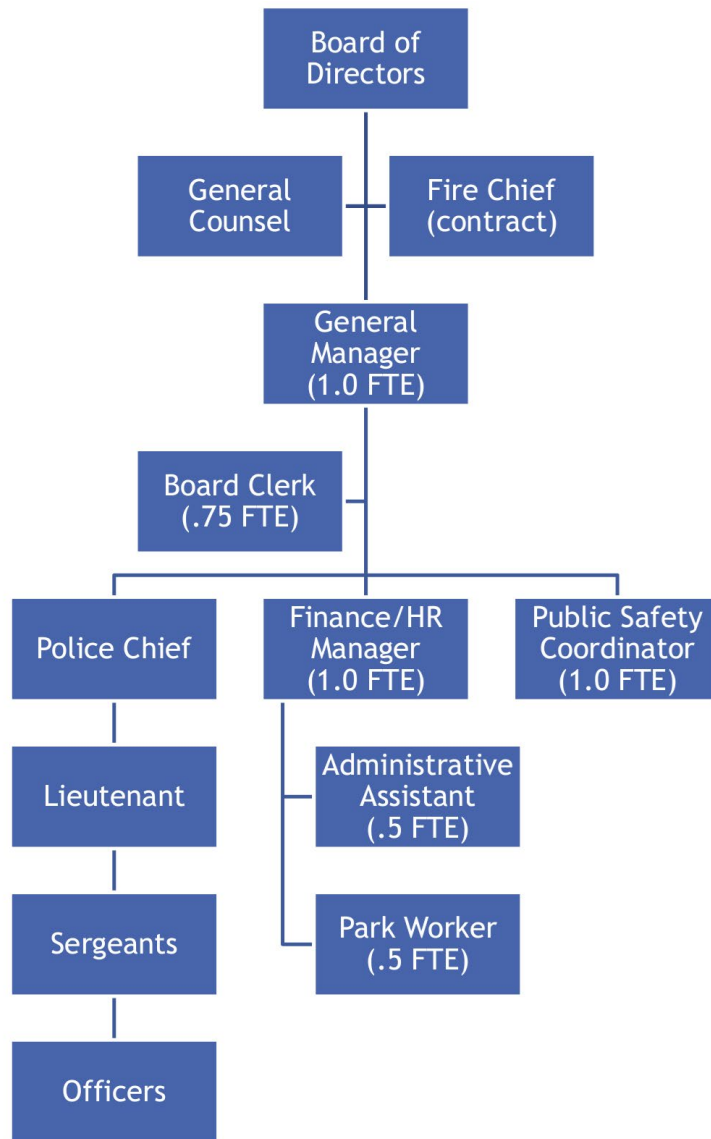 Board of
Directors
General
Counsel
Fire Chief
(contract)
General
Manager
(1.0 FTE)
Board Clerk
(.75 FTE)
Police Chief
Finance/HR
Manager
(1.0 FTE)
Public Safety
Coordinator
(1.0 FTE)
Lieutenant
Administrative
Assistant
(.5 FTE)
Sergeants
Park Worker
(.5 FTE)
Officers